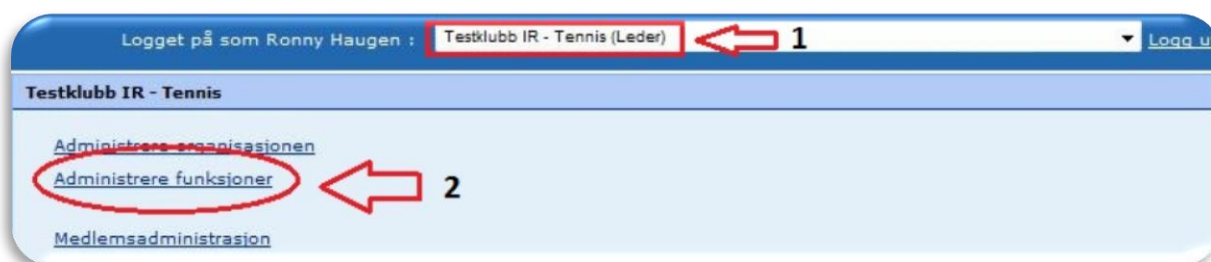 Logget på som Ronny Haugen : Testklubb IR - Tennis (Leder) 1 Logg u
Testklubb IR - Tennis
Administrere organisasjonen
Administrere funksjoner 2
Medlemsadministrasjon